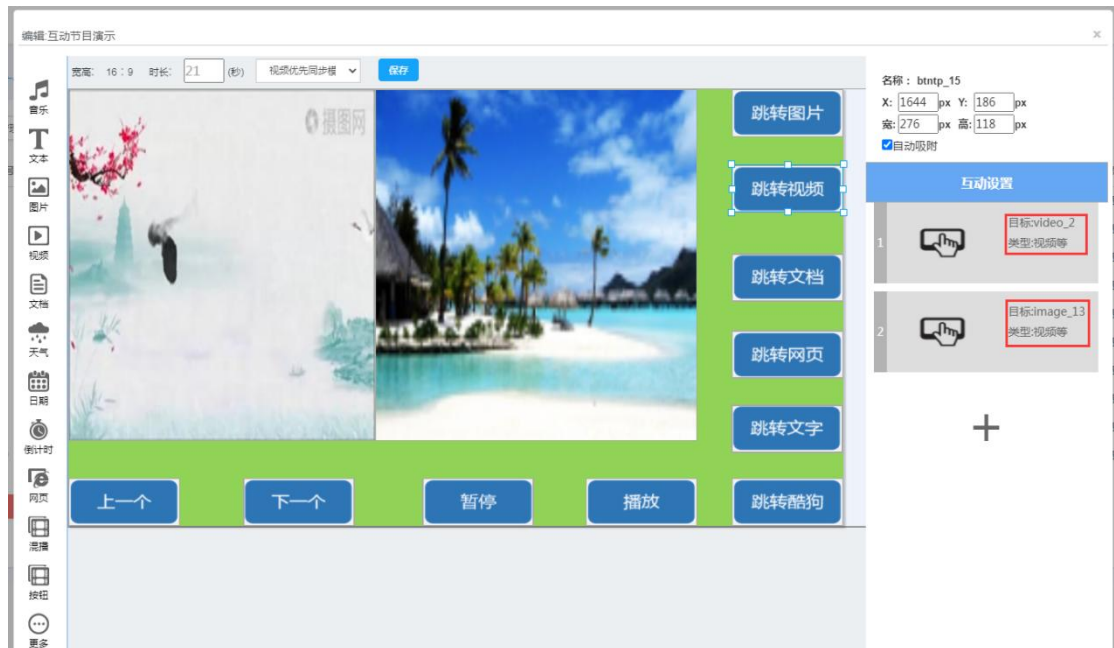 编辑:互动节目演示
×
宽高: 16:9 时长: 21 (秒) 视频优先同步模 保存
音乐
文本
图片
视频
文档
天气
日期
倒计时
网页
混播
按钮
更多
摄图网
跳转图片
跳转视频
跳转文档
跳转网页
跳转文字
上一个 下一个 暂停 播放 跳转酷狗
名称: btntp_15
X: 1644 px Y: 186 px
宽: 276 px 高: 118 px
自动吸附
互动设置
1
目标:video_2
类型:视频等
2
目标:image_13
类型:视频等
+